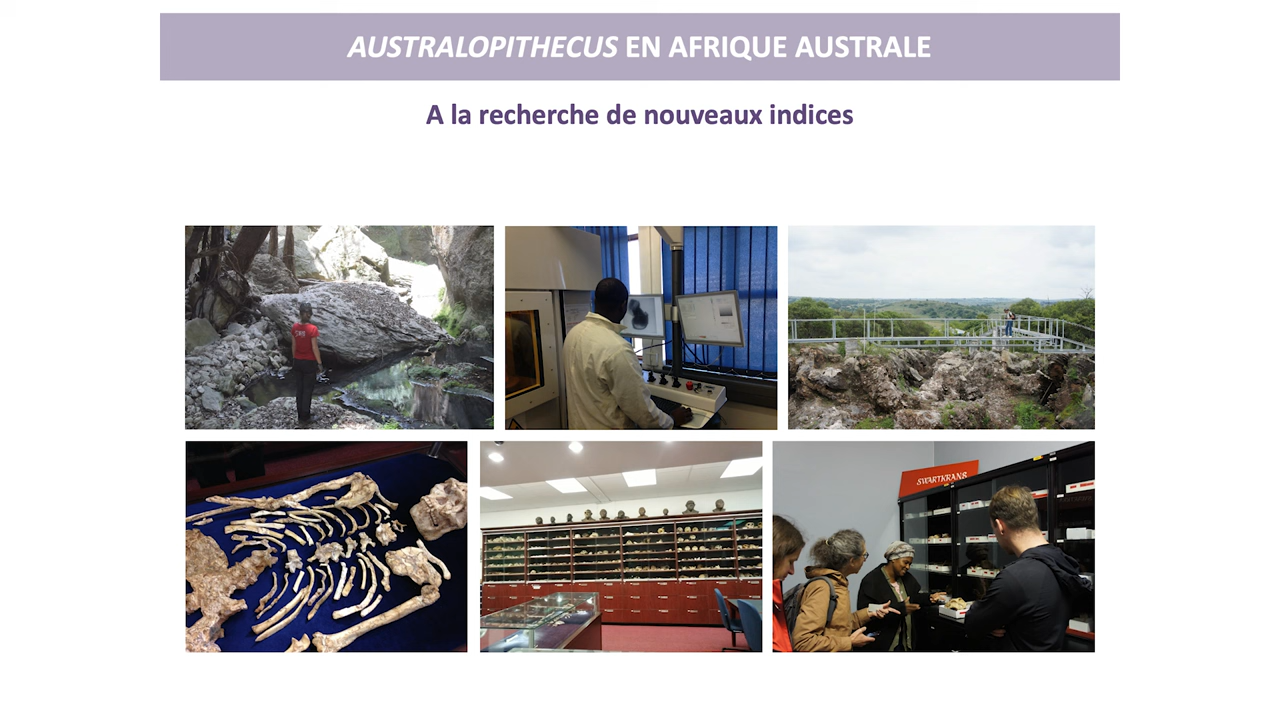 AUSTRALOPITHECUS EN AFRIQUE AUSTRALE
A la recherche de nouveaux indices
SWARTKRANS